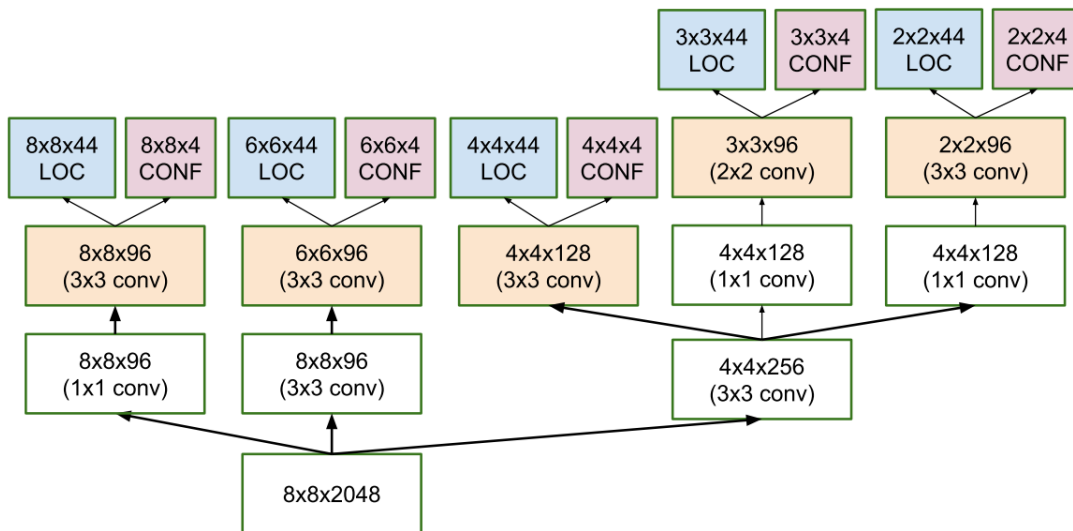 3x3x44
LOC
3x3x4
CONF
2x2x44
LOC
2x2x4
CONF
8x8x44
LOC
8x8x4
CONF
6x6x44
LOC
6x6x4
CONF
4x4x44
LOC
4x4x4
CONF
3x3x96
(2x2 conv)
2x2x96
(3x3 conv)
8x8x96
(3x3 conv)
6x6x96
(3x3 conv)
4x4x128
(3x3 conv)
4x4x128
(1x1 conv)
4x4x128
(1x1 conv)
8x8x96
(1x1 conv)
8x8x96
(3x3 conv)
4x4x256
(3x3 conv)
8x8x2048